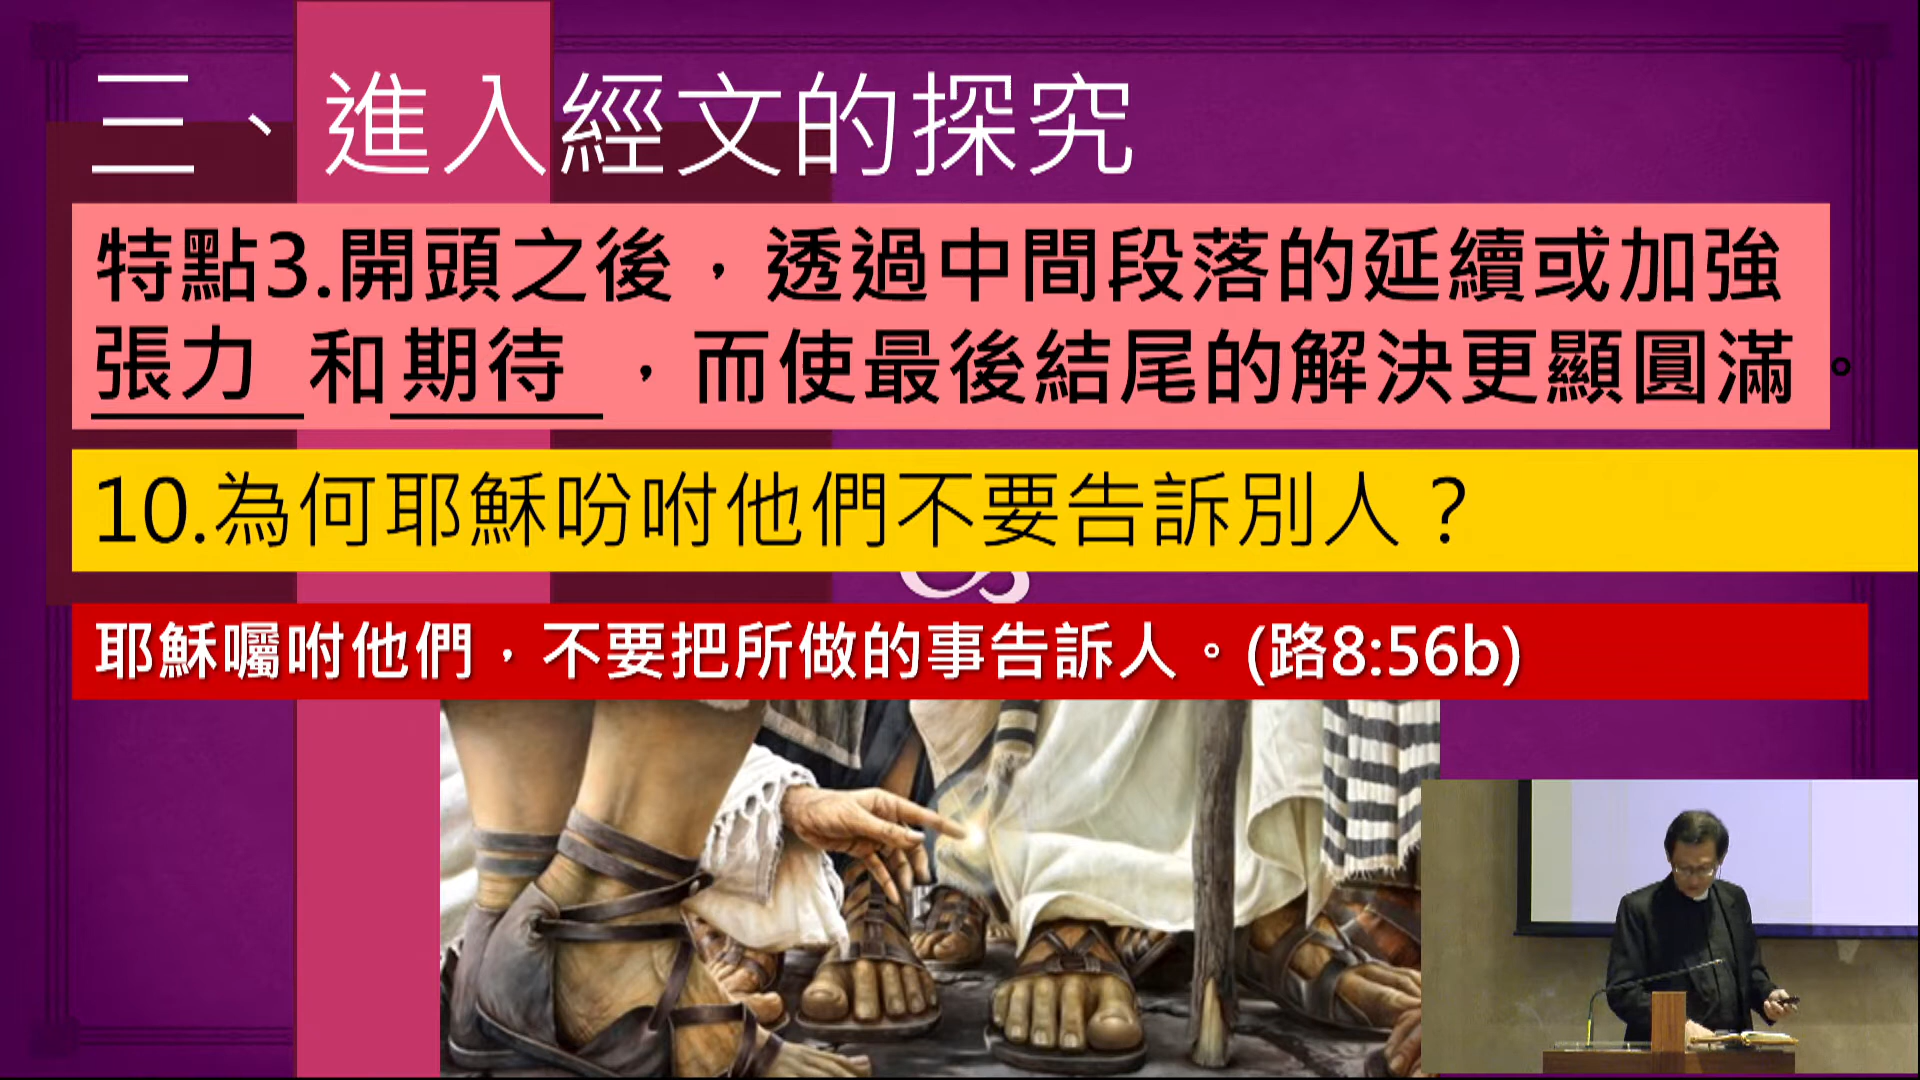 三、進入經文的探究
特點3.開頭之後，透過中間段落的延續或加強
張力 和期待 ，而使最後結尾的解決更顯圓滿。
10.為何耶穌吩咐他們不要告訴別人？
耶穌囑咐他們，不要把所做的事告訴人。(路8:56b)